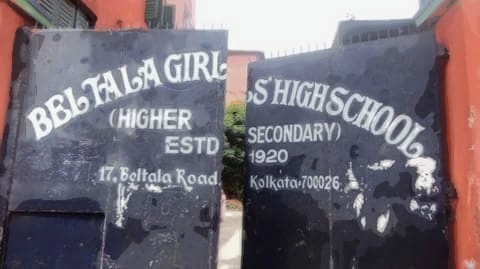 BELTALA GIRLS' HIGH SCHOOL
(HIGHER SECONDARY)
ESTD 1920
17, Beltala Road, Kolkata-700026